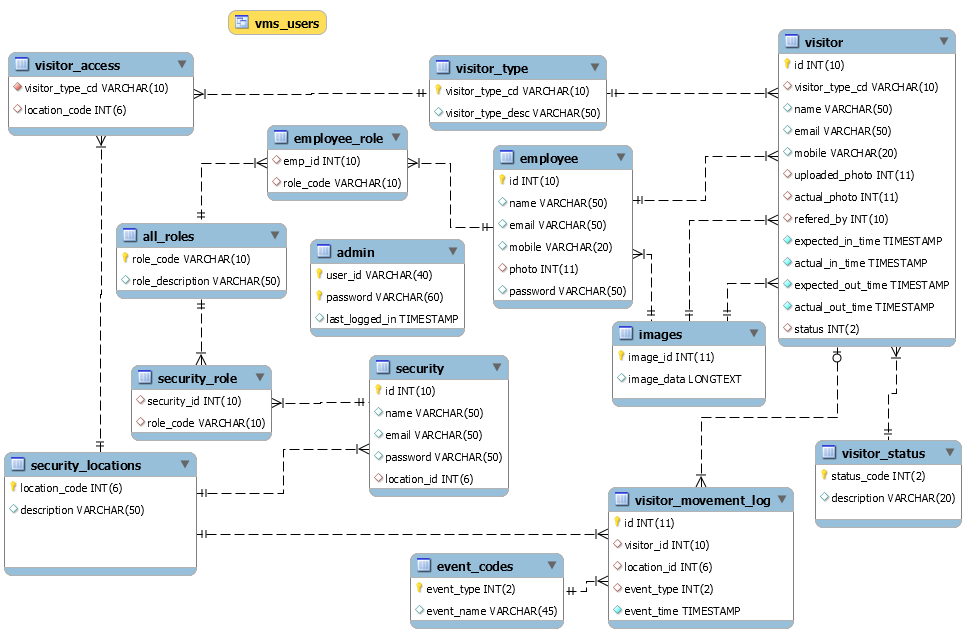 vms_users
visitor_access
visitor_type_cd VARCHAR(10)
location_code INT(6)
visitor_type
visitor_type_cd VARCHAR(10)
visitor_type_desc VARCHAR(50)
visitor
id INT(10)
visitor_type_cd VARCHAR(10)
name VARCHAR(50)
email VARCHAR(50)
mobile VARCHAR(20)
uploaded_photo INT(11)
actual_photo INT(11)
refered_by INT(10)
expected_in_time TIMESTAMP
actual_in_time TIMESTAMP
expected_out_time TIMESTAMP
actual_out_time TIMESTAMP
status INT(2)
employee_role
emp_id INT(10)
role_code VARCHAR(10)
employee
id INT(10)
name VARCHAR(50)
email VARCHAR(50)
mobile VARCHAR(20)
photo INT(11)
password VARCHAR(50)
all_roles
role_code VARCHAR(10)
role_description VARCHAR(50)
admin
user_id VARCHAR(40)
password VARCHAR(60)
last_logged_in TIMESTAMP
images
image_id INT(11)
image_data LONGTEXT
security_role
security_id INT(10)
role_code VARCHAR(10)
security
id INT(10)
name VARCHAR(50)
email VARCHAR(50)
password VARCHAR(50)
location_id INT(6)
security_locations
location_code INT(6)
description VARCHAR(50)
visitor_status
status_code INT(2)
description VARCHAR(20)
visitor_movement_log
id INT(11)
visitor_id INT(10)
location_id INT(6)
event_type INT(2)
event_time TIMESTAMP
event_codes
event_type INT(2)
event_name VARCHAR(45)